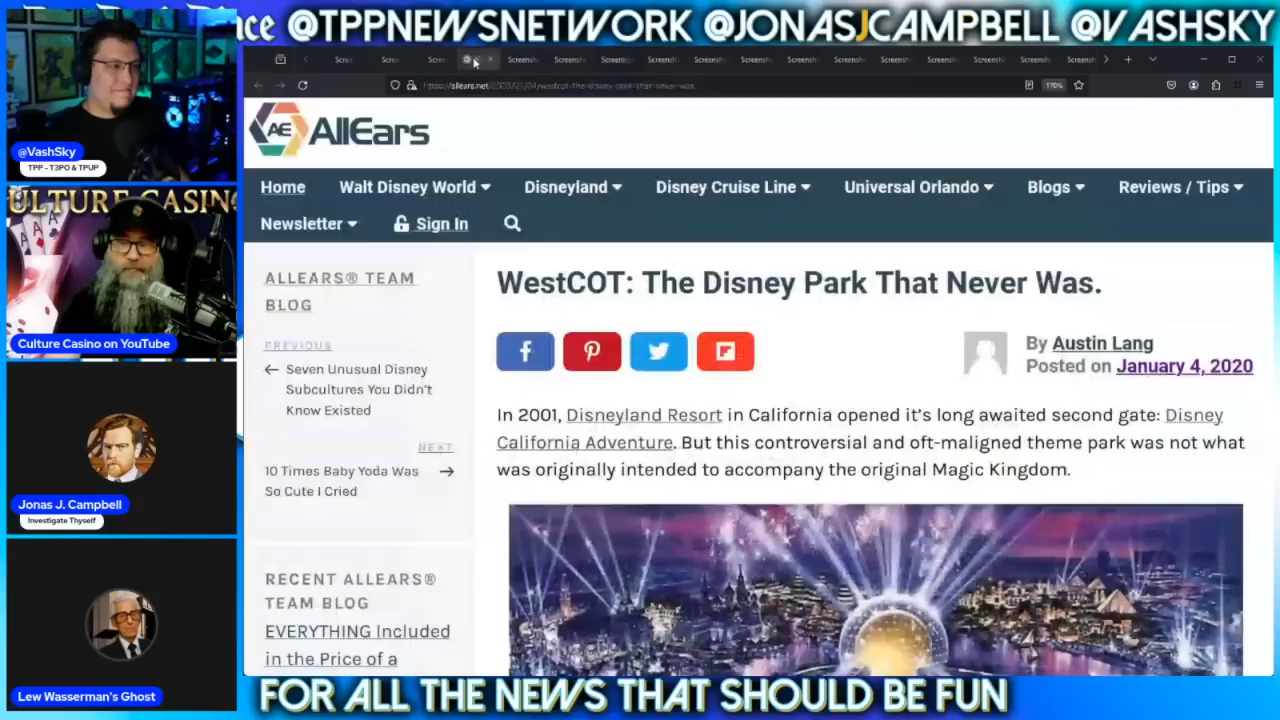 ce @TPPNEWSNETWORK @JONASJCAMPBELL @VASHSKY
@VashSky
TPP - T3PO & TPUP
CULTURE CASINO
Culture Casino on YouTube
Jonas J. Campbell
Investigate Thyself
Lew Wasserman's Ghost
170%
AE AllEars
Home Walt Disney World Disneyland Disney Cruise Line Universal Orlando Blogs Reviews / Tips
Newsletter Sign In
ALLEARS® TEAM
BLOG
PREVIOUS
← Seven Unusual Disney
Subcultures You Didn't
Know Existed
NEXT
10 Times Baby Yoda Was →
So Cute I Cried
RECENT ALLEARS®
TEAM BLOG
EVERYTHING Included
in the Price of a
WestCOT: The Disney Park That Never Was.
By Austin Lang
Posted on January 4, 2020
In 2001, Disneyland Resort in California opened it's long awaited second gate: Disney
California Adventure. But this controversial and oft-maligned theme park was not what
was originally intended to accompany the original Magic Kingdom.
FOR ALL THE NEWS THAT SHOULD BE FUN